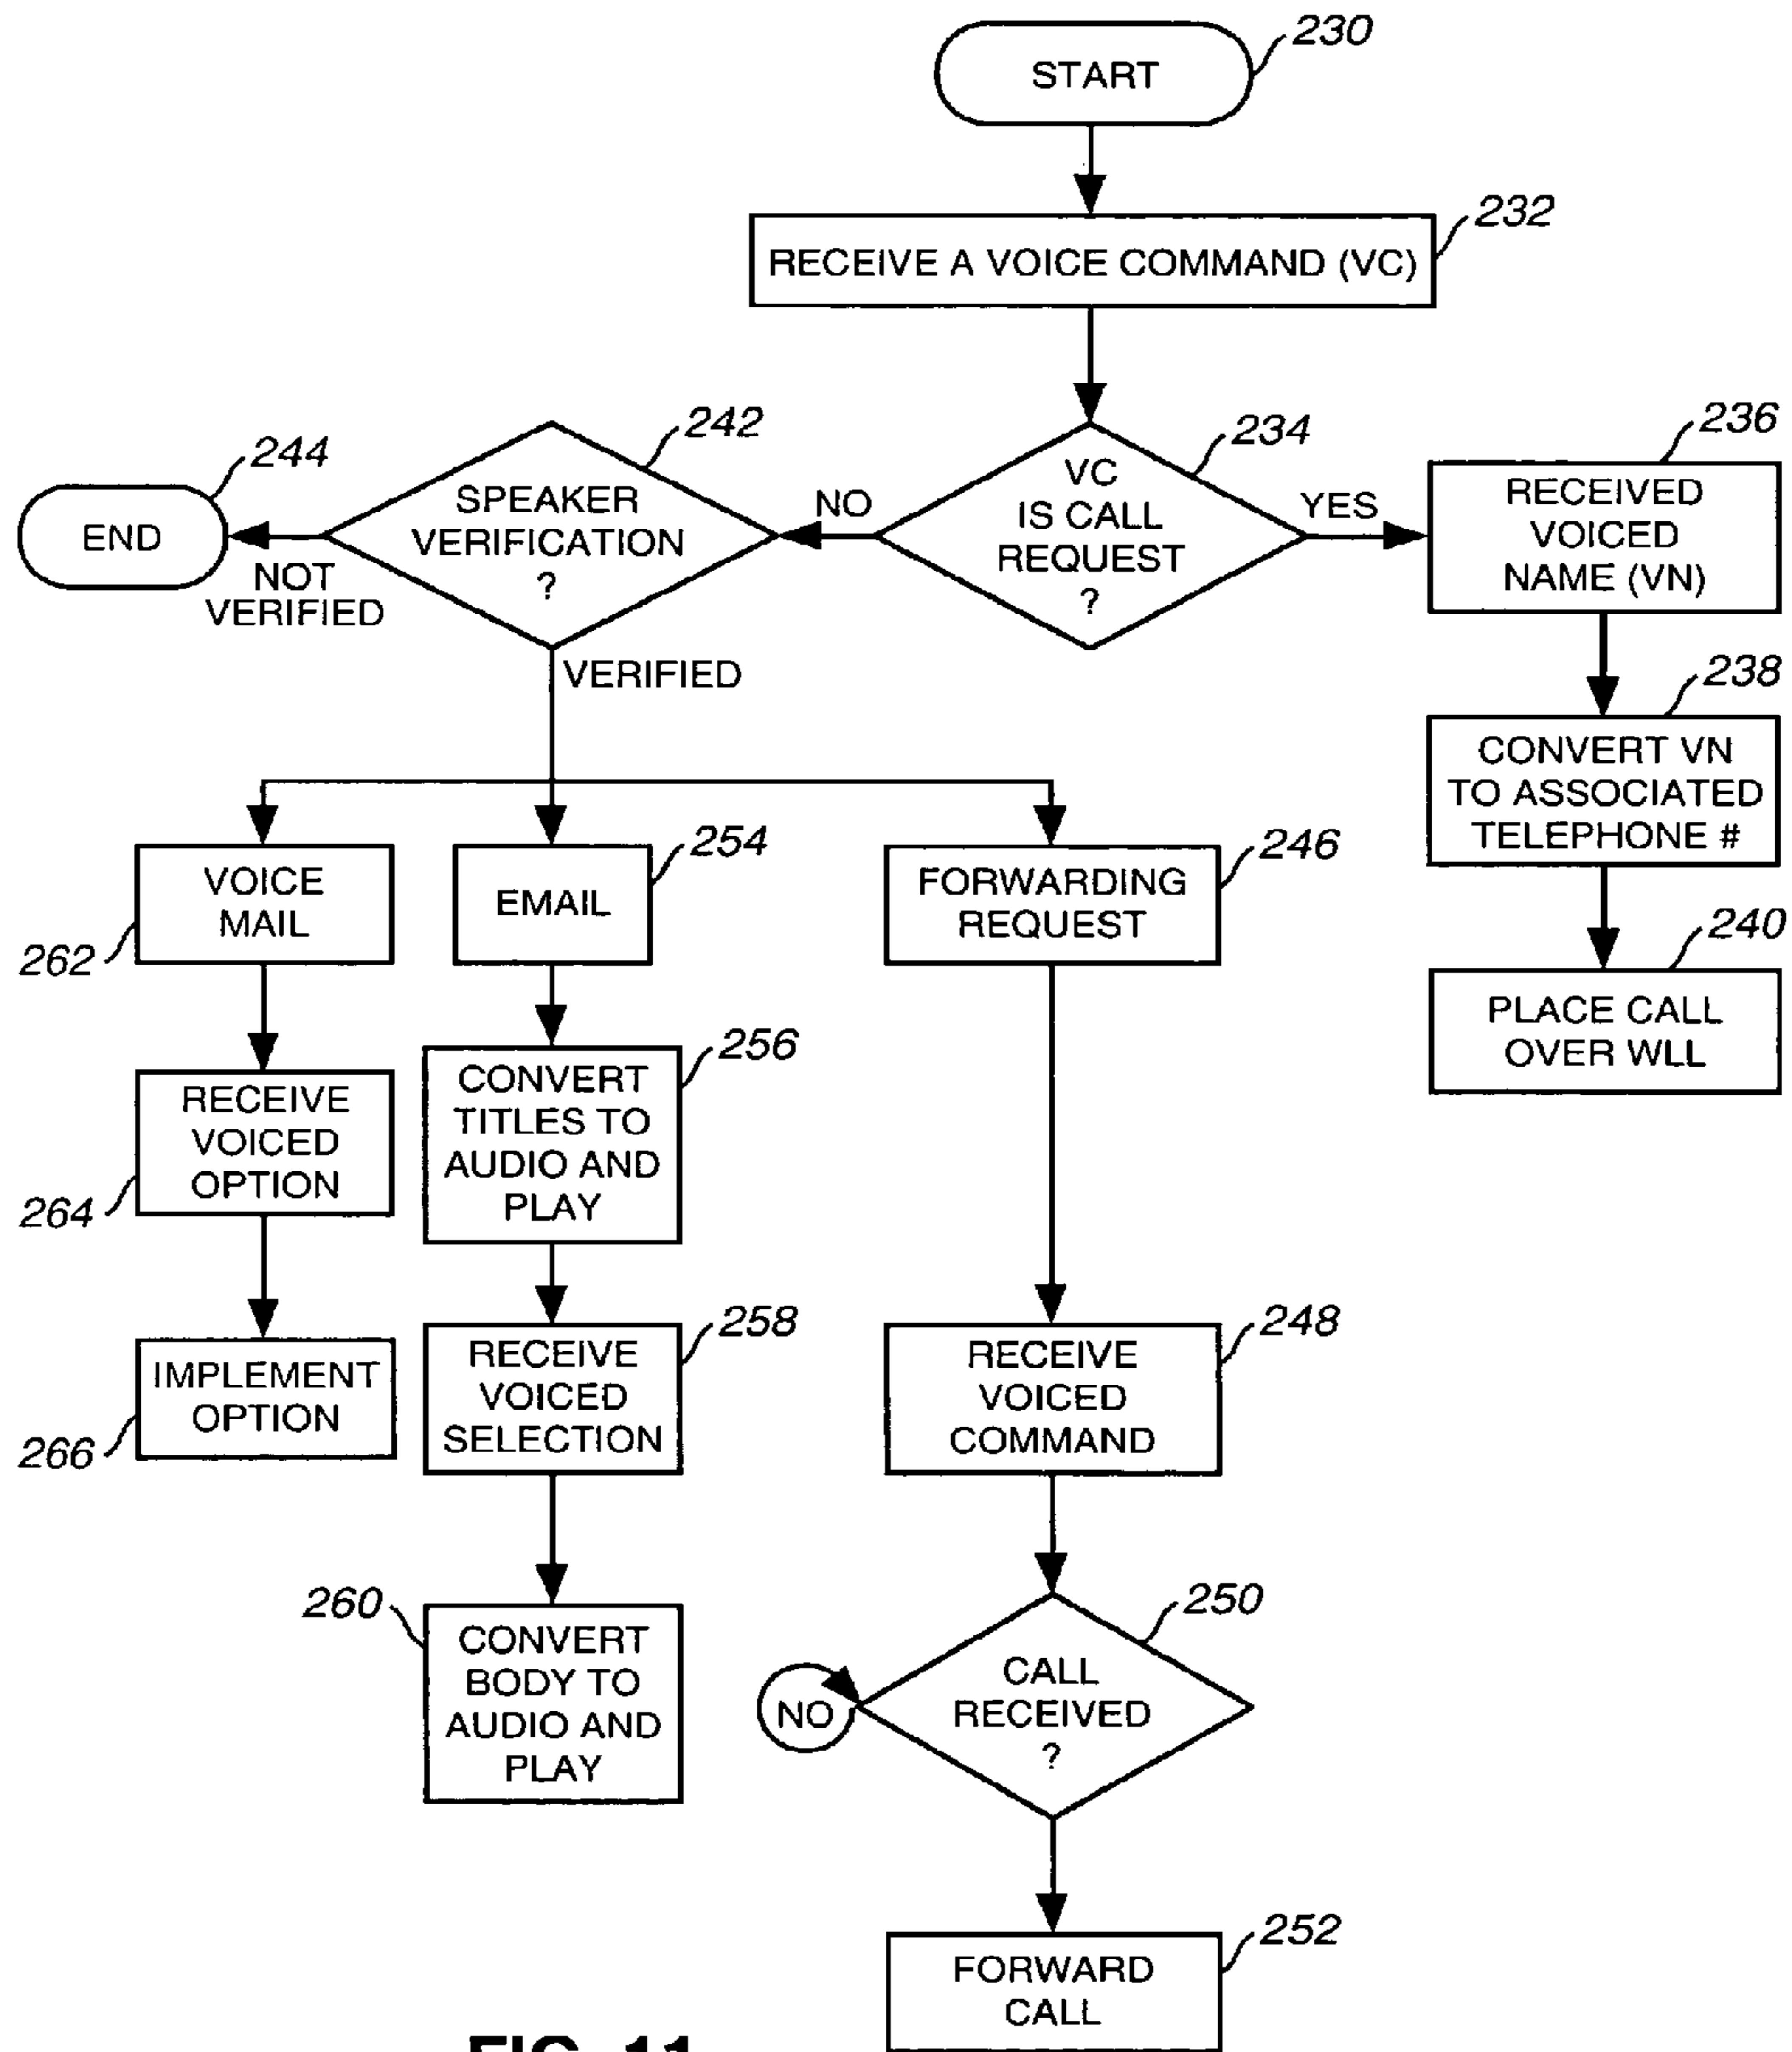 START
230
RECEIVE A VOICE COMMAND (VC)
232
VC
IS CALL
REQUEST
?
234
NO
YES
SPEAKER
VERIFICATION
?
242
END
244
NOT
VERIFIED
VERIFIED
RECEIVED
VOICED
NAME (VN)
236
CONVERT VN
TO ASSOCIATED
TELEPHONE #
238
PLACE CALL
OVER WLL
240
VOICE
MAIL
262
RECEIVE
VOICED
OPTION
264
IMPLEMENT
OPTION
266
EMAIL
254
CONVERT
TITLES TO
AUDIO AND
PLAY
256
RECEIVE
VOICED
SELECTION
258
CONVERT
BODY TO
AUDIO AND
PLAY
260
FORWARDING
REQUEST
246
RECEIVE
VOICED
COMMAND
248
CALL
RECEIVED
?
250
NO
FORWARD
CALL
252
FIG. 11